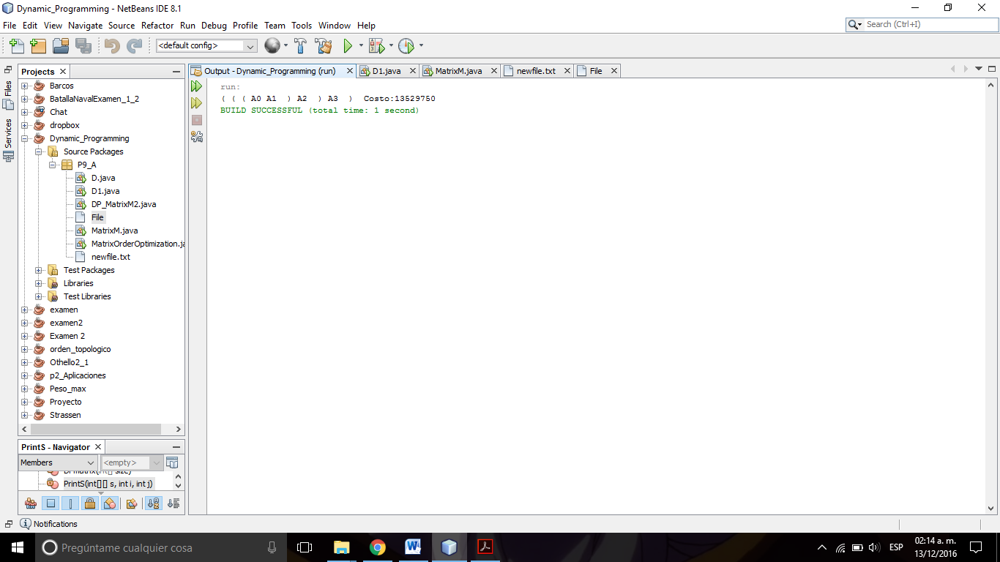 Dynamic_Programming - NetBeans IDE 8.1
File Edit View Navigate Source Refactor Run Debug Profile Team Tools Window Help
Search (Ctrl+I)
<default config>
Files
Services
Projects
Barcos
BatallaNavalExamen_1_2
Chat
dropbox
Dynamic_Programming
Source Packages
P9_A
D.java
D1.java
DP_MatrixM2.java
File
MatrixM.java
MatrixOrderOptimization.ja
newfile.txt
Test Packages
Libraries
Test Libraries
examen
examen2
Examen 2
orden_topologico
Othello2_1
p2_Aplicaciones
Peso_max
Proyecto
Strassen
PrintS - Navigator
Members <empty>
PrintS(int[][] s, int i, int j)
Output - Dynamic_Programming (run) D1.java MatrixM.java newfile.txt File
run:
( ( ( A0 A1  ) A2  ) A3  )  Costo:13529750
BUILD SUCCESSFUL (total time: 1 second)
Notifications
Pregúntame cualquier cosa
ESP
02:14 a. m.
13/12/2016